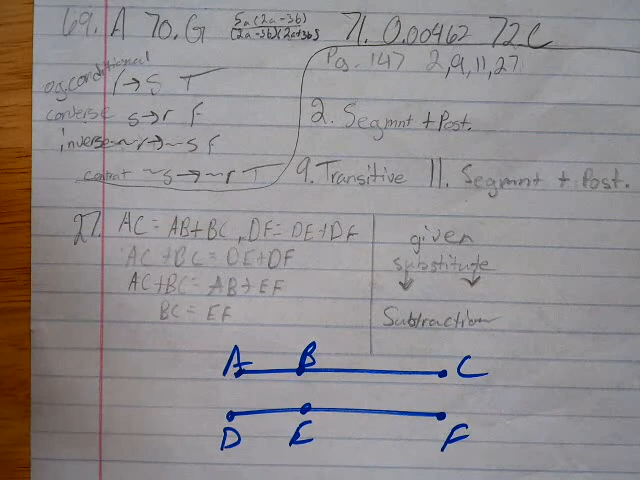 69. A 70. G 5a(2a-3b)/(2a-3b)(2a+3b) 71. 0.00462 72. C
Pg. 147 2,9,11,27
og. conditional r→s T
converse s→r F
inverse ~r→~s F
contrat ~s→~r T
2. Segmnt + Post.
9. Transitive 11. Segmnt + Post.
27. AC = AB+BC, DF = DE+DF given
AC+BC = DE+DF substitute
AC+BC = AB+EF
BC = EF Subtraction
A B C
D E F